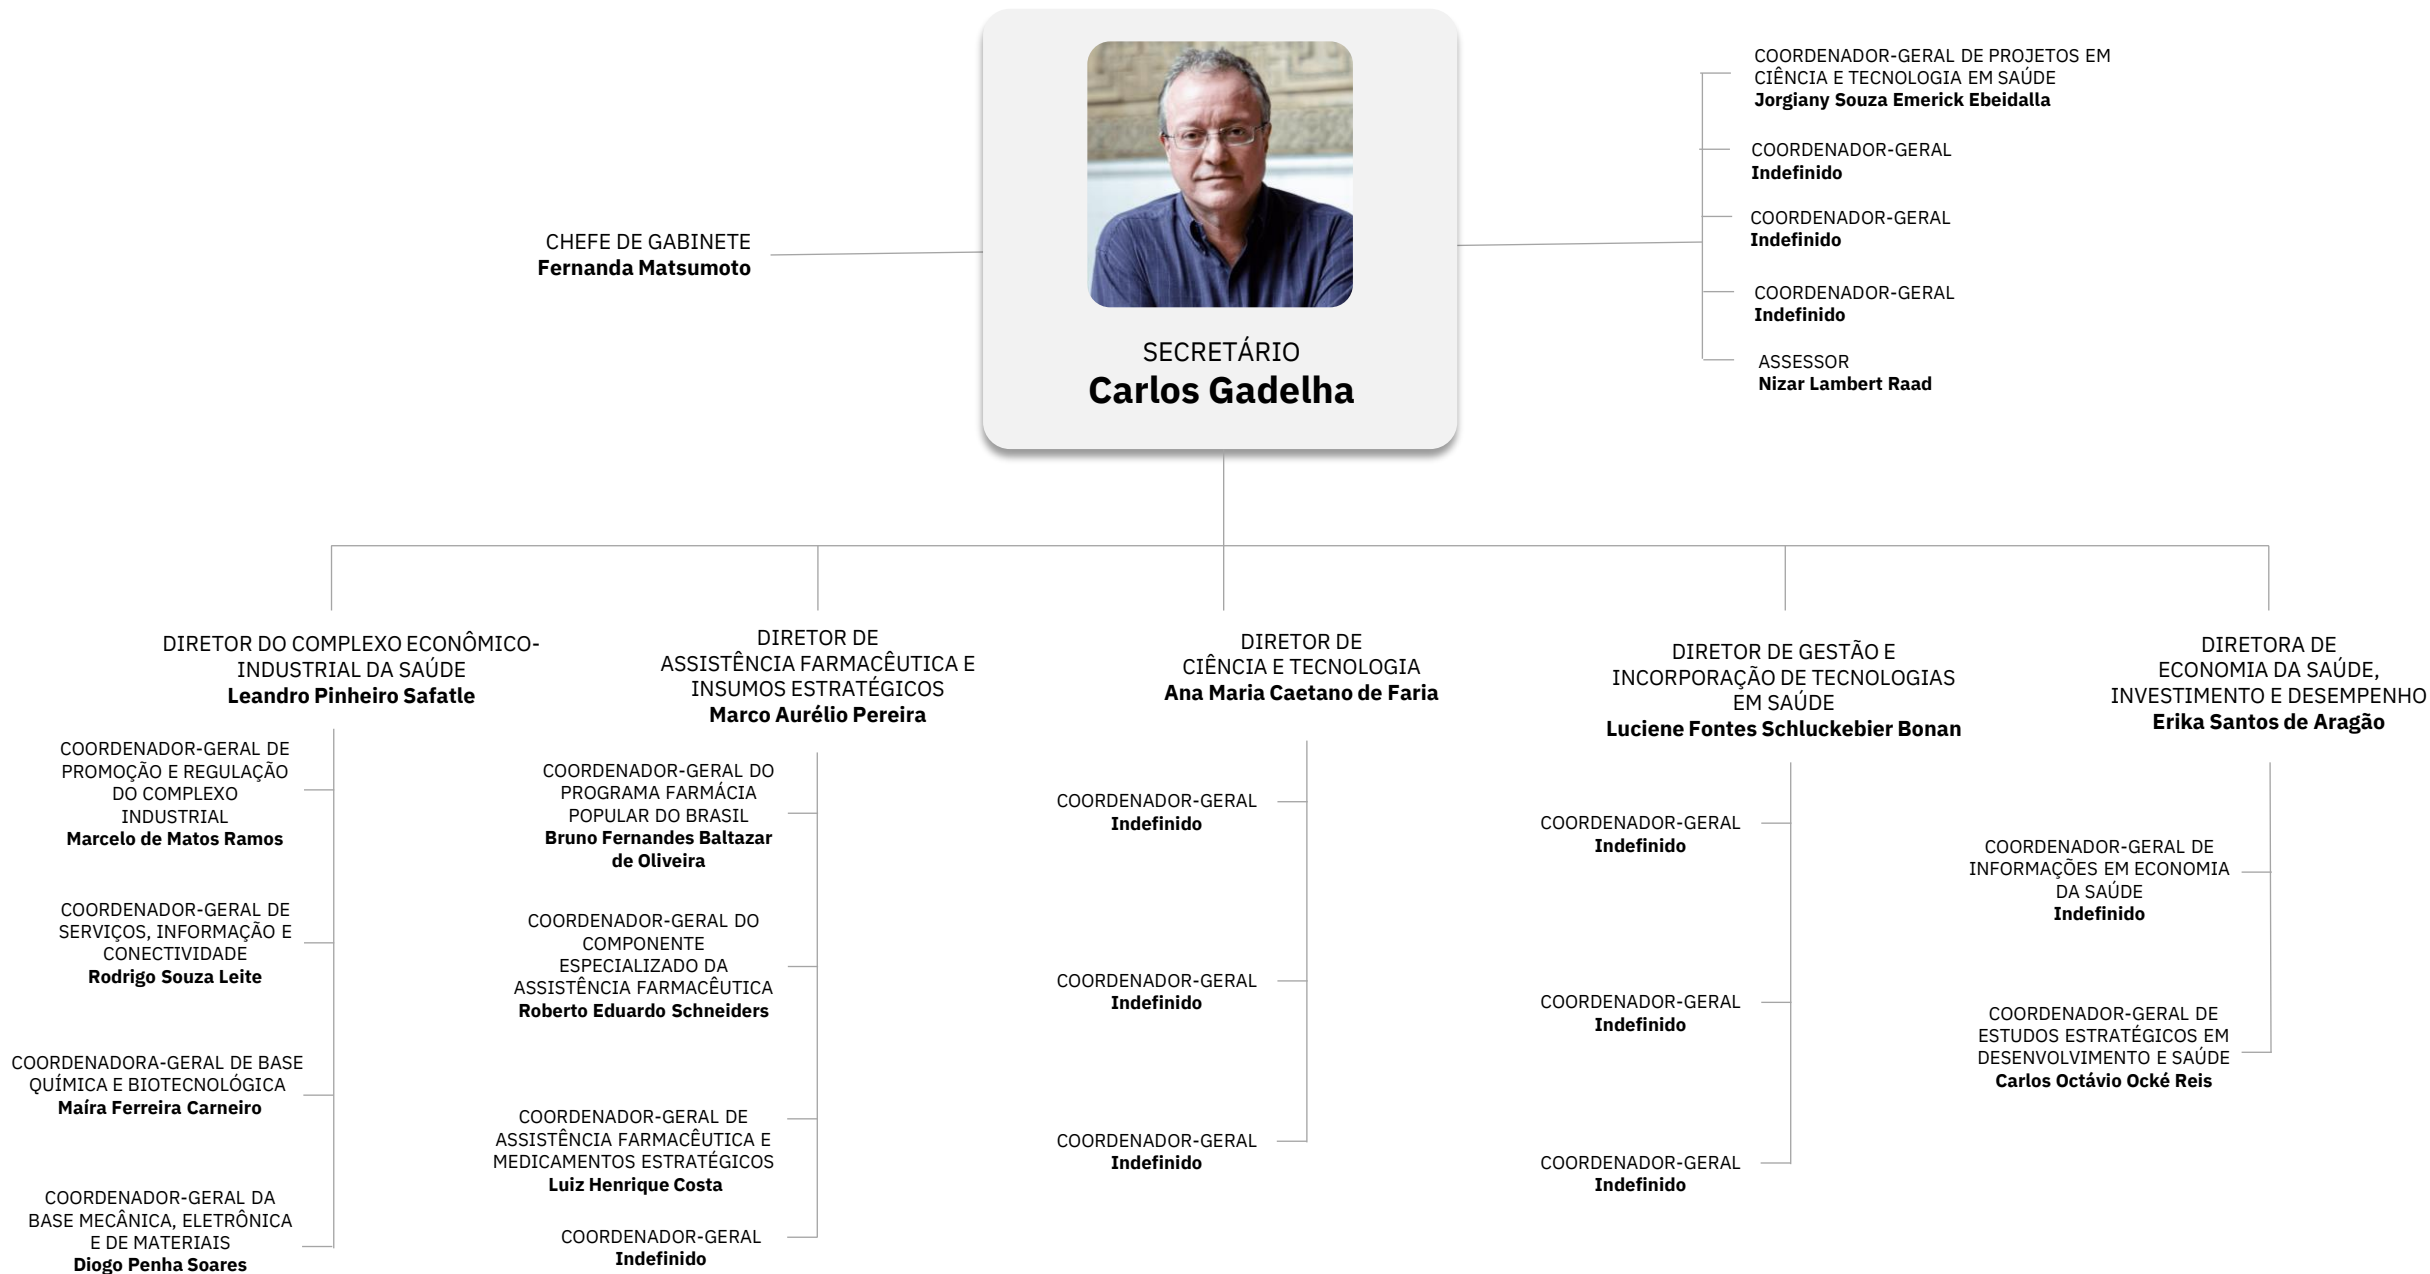 COORDENADOR-GERAL DE PROJETOS EM
CIÊNCIA E TECNOLOGIA EM SAÚDE
Jorgiany Souza Emerick Ebeidalla
COORDENADOR-GERAL
Indefinido
COORDENADOR-GERAL
Indefinido
COORDENADOR-GERAL
Indefinido
ASSESSOR
Nizar Lambert Raad
CHEFE DE GABINETE
Fernanda Matsumoto
SECRETÁRIO
Carlos Gadelha
DIRETOR DO COMPLEXO ECONÔMICO-
INDUSTRIAL DA SAÚDE
Leandro Pinheiro Safatle
COORDENADOR-GERAL DE
PROMOÇÃO E REGULAÇÃO
DO COMPLEXO
INDUSTRIAL
Marcelo de Matos Ramos
COORDENADOR-GERAL DE
SERVIÇOS, INFORMAÇÃO E
CONECTIVIDADE
Rodrigo Souza Leite
COORDENADORA-GERAL DE BASE
QUÍMICA E BIOTECNOLÓGICA
Maíra Ferreira Carneiro
COORDENADOR-GERAL DA
BASE MECÂNICA, ELETRÔNICA
E DE MATERIAIS
Diogo Penha Soares
DIRETOR DE
ASSISTÊNCIA FARMACÊUTICA E
INSUMOS ESTRATÉGICOS
Marco Aurélio Pereira
COORDENADOR-GERAL DO
PROGRAMA FARMÁCIA
POPULAR DO BRASIL
Bruno Fernandes Baltazar
de Oliveira
COORDENADOR-GERAL DO
COMPONENTE
ESPECIALIZADO DA
ASSISTÊNCIA FARMACÊUTICA
Roberto Eduardo Schneiders
COORDENADOR-GERAL DE
ASSISTÊNCIA FARMACÊUTICA E
MEDICAMENTOS ESTRATÉGICOS
Luiz Henrique Costa
COORDENADOR-GERAL
Indefinido
DIRETOR DE
CIÊNCIA E TECNOLOGIA
Ana Maria Caetano de Faria
COORDENADOR-GERAL
Indefinido
COORDENADOR-GERAL
Indefinido
COORDENADOR-GERAL
Indefinido
DIRETOR DE GESTÃO E
INCORPORAÇÃO DE TECNOLOGIAS
EM SAÚDE
Luciene Fontes Schluckebier Bonan
COORDENADOR-GERAL
Indefinido
COORDENADOR-GERAL
Indefinido
COORDENADOR-GERAL
Indefinido
DIRETORA DE
ECONOMIA DA SAÚDE,
INVESTIMENTO E DESEMPENHO
Erika Santos de Aragão
COORDENADOR-GERAL DE
INFORMAÇÕES EM ECONOMIA
DA SAÚDE
Indefinido
COORDENADOR-GERAL DE
ESTUDOS ESTRATÉGICOS EM
DESENVOLVIMENTO E SAÚDE
Carlos Octávio Ocké Reis